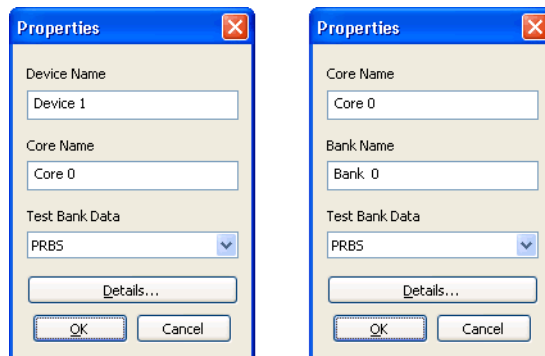 Properties
Device Name
Device 1
Core Name
Core 0
Test Bank Data
PRBS
Details...
OK
Cancel
Properties
Core Name
Core 0
Bank Name
Bank 0
Test Bank Data
PRBS
Details...
OK
Cancel